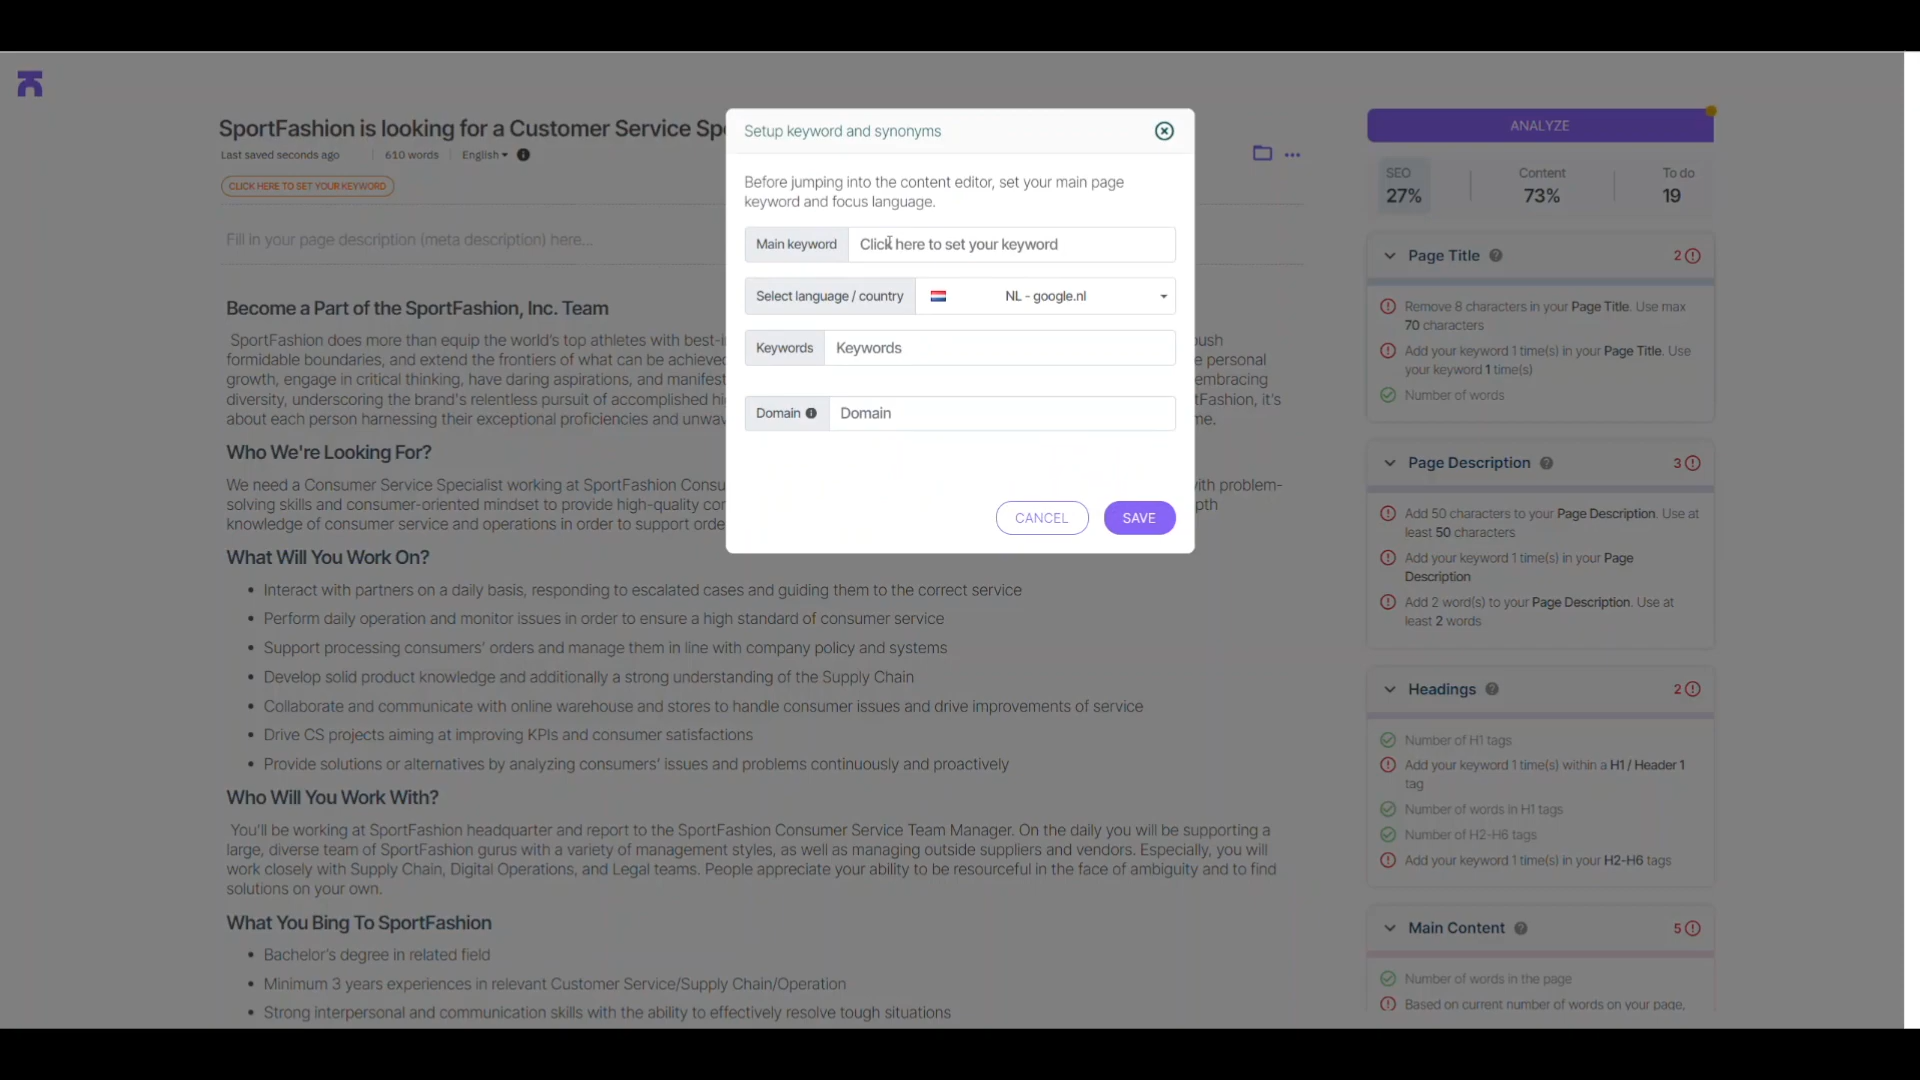 SportFashion is looking for a Customer Service Sp
Last saved seconds ago
610 words
English
CLICK HERE TO SET YOUR KEYWORD
Fill in your page description (meta description) here...
Become a Part of the SportFashion, Inc. Team
SportFashion does more than equip the world's top athletes with best-i
formidable boundaries, and extend the frontiers of what can be achieve
e personal
growth, engage in critical thinking, have daring aspirations, and manifest
embracing
diversity, underscoring the brand's relentless pursuit of accomplished hi
tFashion, it's
about each person harnessing their exceptional proficiencies and unwav
me.
Who We're Looking For?
We need a Consumer Service Specialist working at SportFashion Consu
ith problem-
solving skills and consumer-oriented mindset to provide high-quality cor
pth
knowledge of consumer service and operations in order to support orde
What Will You Work On?
• Interact with partners on a daily basis, responding to escalated cases and guiding them to the correct service
• Perform daily operation and monitor issues in order to ensure a high standard of consumer service
• Support processing consumers' orders and manage them in line with company policy and systems
• Develop solid product knowledge and additionally a strong understanding of the Supply Chain
• Collaborate and communicate with online warehouse and stores to handle consumer issues and drive improvements of service
• Drive CS projects aiming at improving KPIs and consumer satisfactions
• Provide solutions or alternatives by analyzing consumers' issues and problems continuously and proactively
Who Will You Work With?
You'll be working at SportFashion headquarter and report to the SportFashion Consumer Service Team Manager. On the daily you will be supporting a
large, diverse team of SportFashion gurus with a variety of management styles, as well as managing outside suppliers and vendors. Especially, you will
work closely with Supply Chain, Digital Operations, and Legal teams. People appreciate your ability to be resourceful in the face of ambiguity and to find
solutions on your own.
What You Bing To SportFashion
• Bachelor's degree in related field
• Minimum 3 years experiences in relevant Customer Service/Supply Chain/Operation
• Strong interpersonal and communication skills with the ability to effectively resolve tough situations
Setup keyword and synonyms
Before jumping into the content editor, set your main page
keyword and focus language.
Main keyword
Click here to set your keyword
Select language / country
NL - google.nl
Keywords
Keywords
Domain
Domain
CANCEL
SAVE
ANALYZE
SEO
27%
Content
73%
To do
19
Page Title
2
Remove 8 characters in your Page Title. Use max
70 characters
Add your keyword 1 time(s) in your Page Title. Use
your keyword 1 time(s)
Number of words
Page Description
3
Add 50 characters to your Page Description. Use at
least 50 characters
Add your keyword 1 time(s) in your Page
Description
Add 2 word(s) to your Page Description. Use at
least 2 words
Headings
2
Number of H1 tags
Add your keyword 1 time(s) within a H1 / Header 1
tag
Number of words in H1 tags
Number of H2-H6 tags
Add your keyword 1 time(s) in your H2-H6 tags
Main Content
5
Number of words in the page
Based on current number of words on your page,